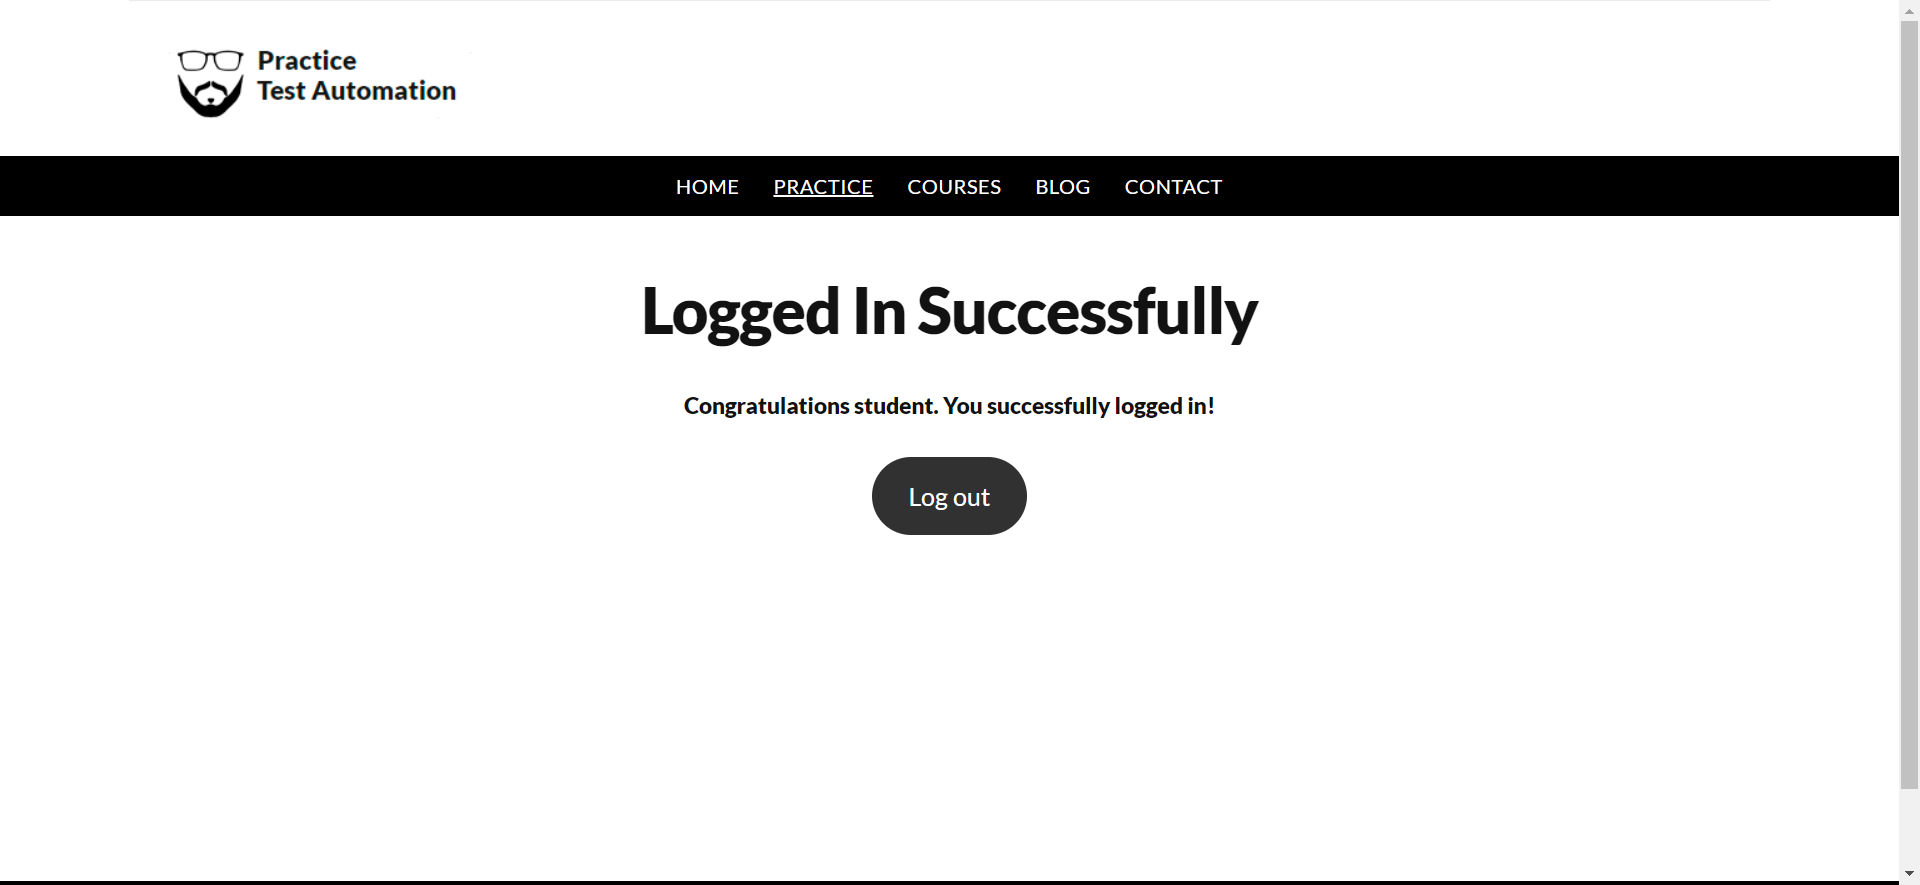 Practice
Test Automation
HOME PRACTICE COURSES BLOG CONTACT
Logged In Successfully
Congratulations student. You successfully logged in!
Log out